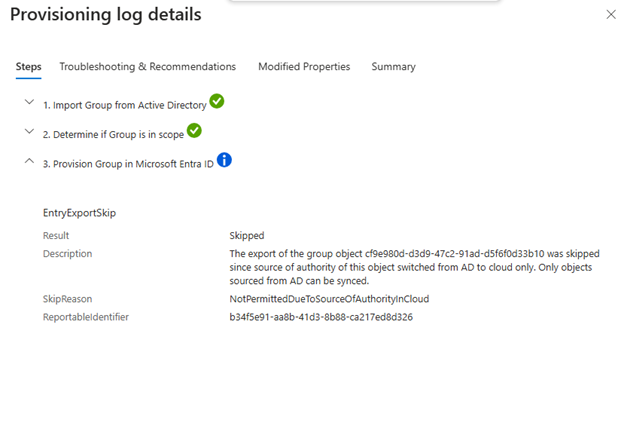 Provisioning log details
Steps Troubleshooting & Recommendations Modified Properties Summary
1. Import Group from Active Directory
2. Determine if Group is in scope
3. Provision Group in Microsoft Entra ID
EntryExportSkip
Result Skipped
Description The export of the group object cf9e980d-d3d9-47c2-91ad-d5f6f0d33b10 was skipped
since source of authority of this object switched from AD to cloud only. Only objects
sourced from AD can be synced.
SkipReason NotPermittedDueToSourceOfAuthorityInCloud
ReportableIdentifier b34f5e91-aa8b-41d3-8b88-ca217ed8d326